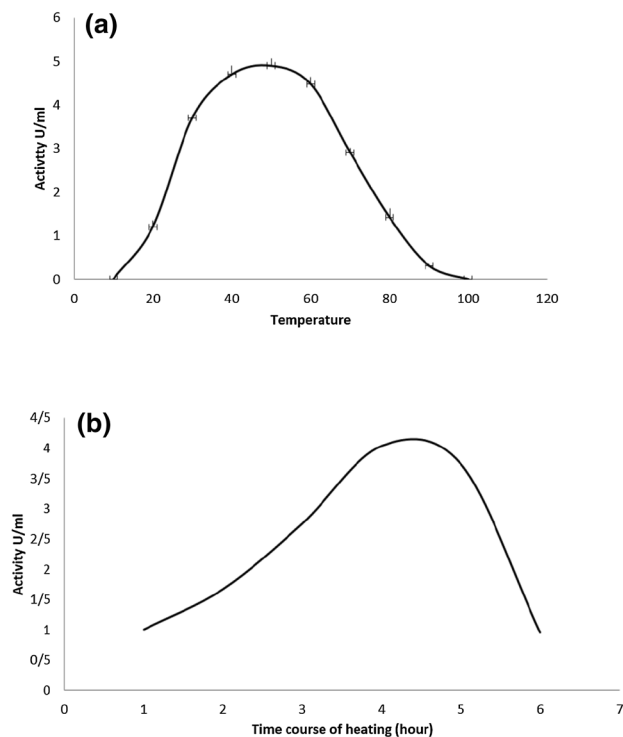 (a)
6
5
4
3
2
1
0
Activtty U/ml
0 20 40 60 80 100 120
Temperature
(b)
4/5
4
3/5
3
2/5
2
1/5
1
0/5
0
Activity U/ml
0 1 2 3 4 5 6 7
Time course of heating (hour)